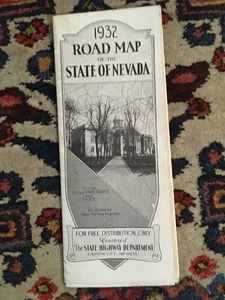 1932
ROAD MAP
OF THE
STATE OF NEVADA
1932
FOR FREE DISTRIBUTION ONLY
Courtesy of
The STATE HIGHWAY DEPARTMENT
CARSON CITY, NEVADA